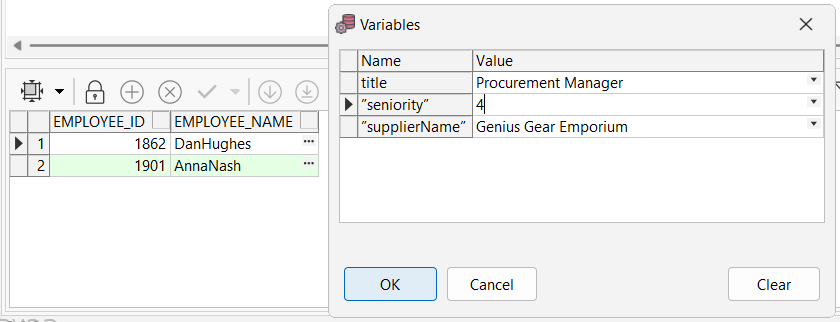 Variables
Name Value
title Procurement Manager
"seniority" 4
"supplierName" Genius Gear Emporium
OK Cancel Clear
EMPLOYEE_ID EMPLOYEE_NAME
1 1862 DanHughes ...
2 1901 AnnaNash ...